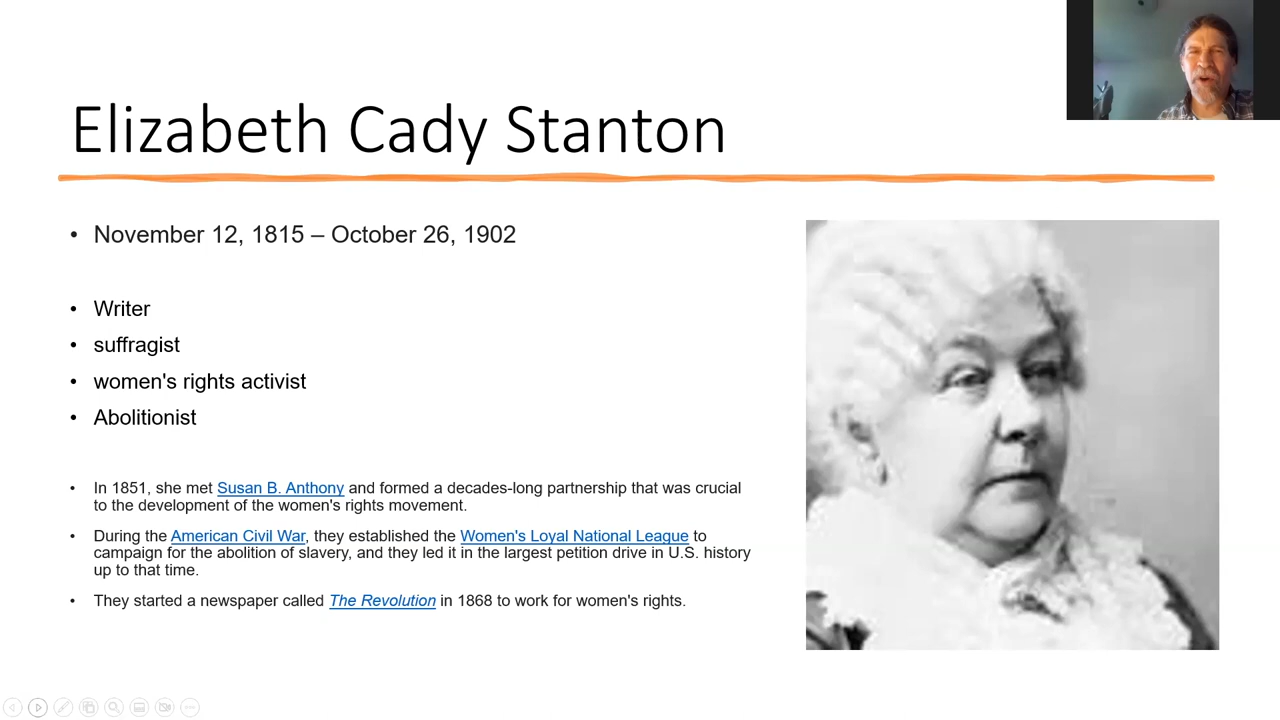 Elizabeth Cady Stanton
• November 12, 1815 – October 26, 1902
• Writer
• suffragist
• women's rights activist
• Abolitionist
• In 1851, she met Susan B. Anthony and formed a decades-long partnership that was crucial
to the development of the women's rights movement.
• During the American Civil War, they established the Women's Loyal National League to
campaign for the abolition of slavery, and they led it in the largest petition drive in U.S. history
up to that time.
• They started a newspaper called The Revolution in 1868 to work for women's rights.